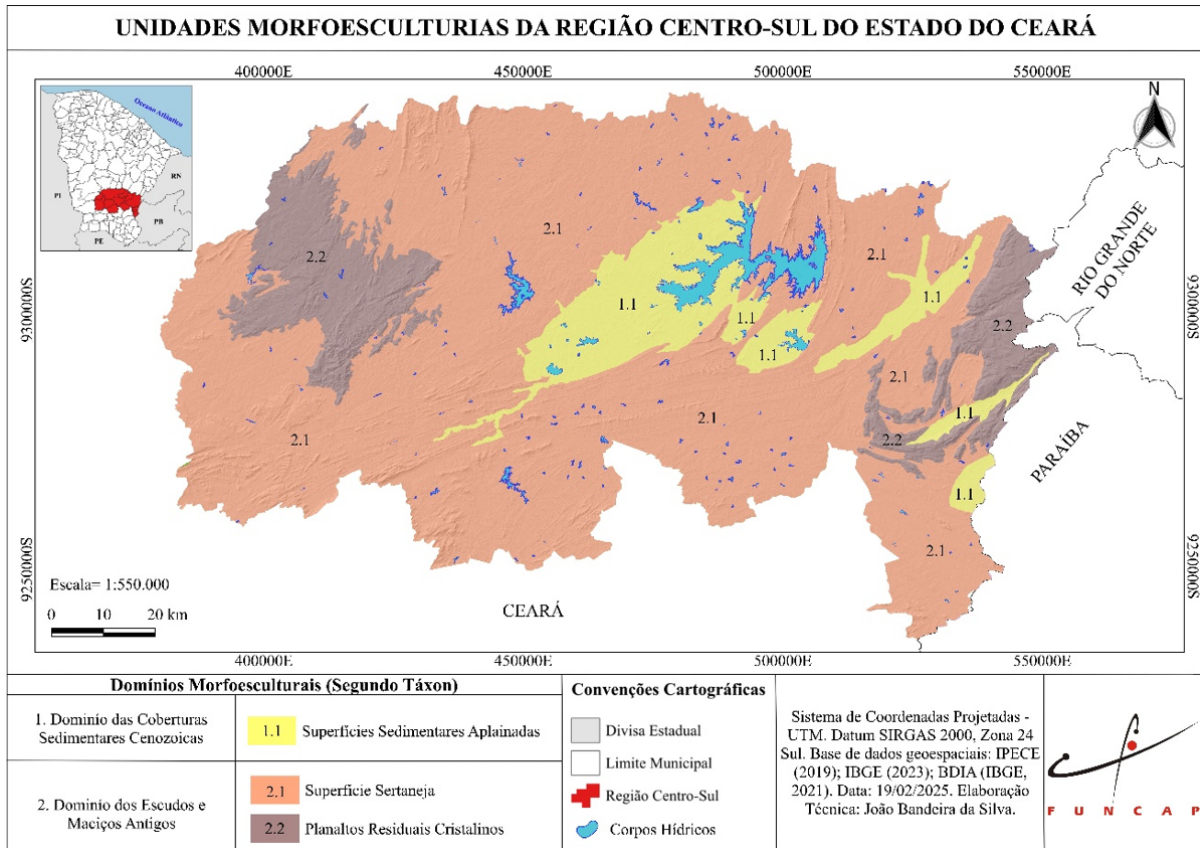 UNIDADES MORFOESCULTURIAS DA REGIÃO CENTRO-SUL DO ESTADO DO CEARÁ
400000E 450000E 500000E 550000E
Oceano Atlântico
PI
RN
PB
PE
N
9300000S
9300000S
9250000S
9250000S
2.1
2.2
2.1
1.1
1.1
1.1
1.1
2.2
2.1
1.1
2.1
2.1
2.2
1.1
2.1
RIO GRANDE
DO NORTE
PARAÍBA
CEARÁ
Escala= 1:550.000
0 10 20 km
400000E 450000E 500000E 550000E
Domínios Morfoesculturais (Segundo Táxon)
1. Domínio das Coberturas
Sedimentares Cenozoicas
1.1 Superfícies Sedimentares Aplainadas
2. Domínio dos Escudos e
Maciços Antigos
2.1 Superfície Sertaneja
2.2 Planaltos Residuais Cristalinos
Convenções Cartográficas
Divisa Estadual
Limite Municipal
Região Centro-Sul
Corpos Hídricos
Sistema de Coordenadas Projetadas -
UTM. Datum SIRGAS 2000, Zona 24
Sul. Base de dados geoespaciais: IPECE
(2019); IBGE (2023); BDIA (IBGE,
2021). Data: 19/02/2025. Elaboração
Técnica: João Bandeira da Silva.
FUNCAP